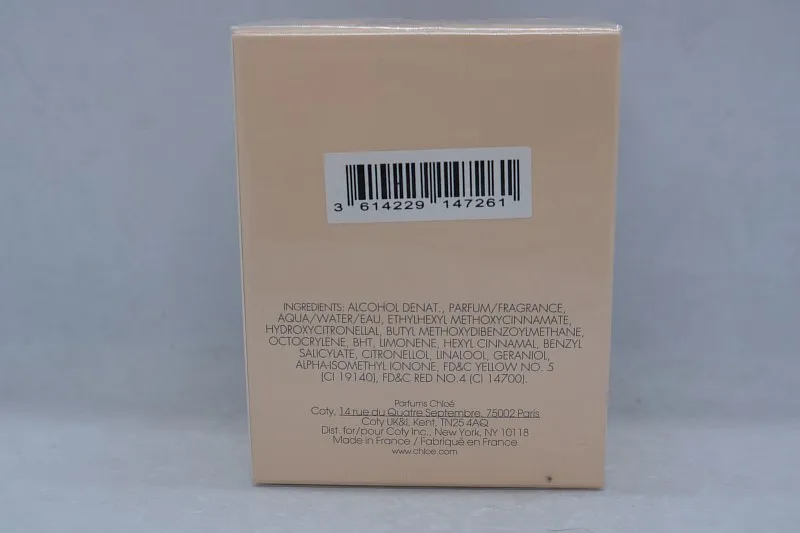 3 614229 147261
INGREDIENTS: ALCOHOL DENAT., PARFUM/FRAGRANCE,
AQUA/WATER/EAU, ETHYLHEXYL METHOXYCINNAMATE,
HYDROXYCITRONELLAL, BUTYL METHOXYDIBENZOYLMETHANE,
OCTOCRYLENE, BHT, LIMONENE, HEXYL CINNAMAL, BENZYL
SALICYLATE, CITRONELLOL, LINALOOL, GERANIOL,
ALPHA-ISOMETHYL IONONE, FD&C YELLOW NO. 5
(CI 19140), FD&C RED NO.4 (CI 14700).
Parfums Chloé
Coty, 14 rue du Quatre Septembre, 75002 Paris
Coty UK&I, Kent, TN25 4AQ
Dist. for/pour Coty Inc., New York, NY 10118
Made in France / Fabriqué en France
www.chloe.com